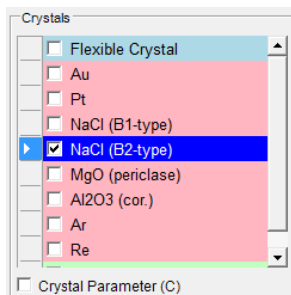 Crystals
Flexible Crystal
Au
Pt
NaCl (B1-type)
NaCl (B2-type)
MgO (periclase)
Al2O3 (cor.)
Ar
Re
Crystal Parameter (C)